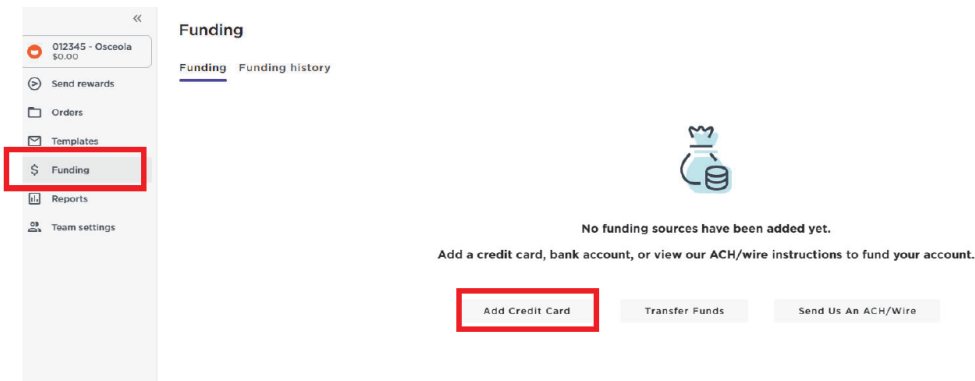 Funding
012345 - Osceola
$0.00
Funding Funding history
Send rewards
Orders
Templates
Funding
Reports
Team settings
No funding sources have been added yet.
Add a credit card, bank account, or view our ACH/wire instructions to fund your account.
Add Credit Card Transfer Funds Send Us An ACH/Wire